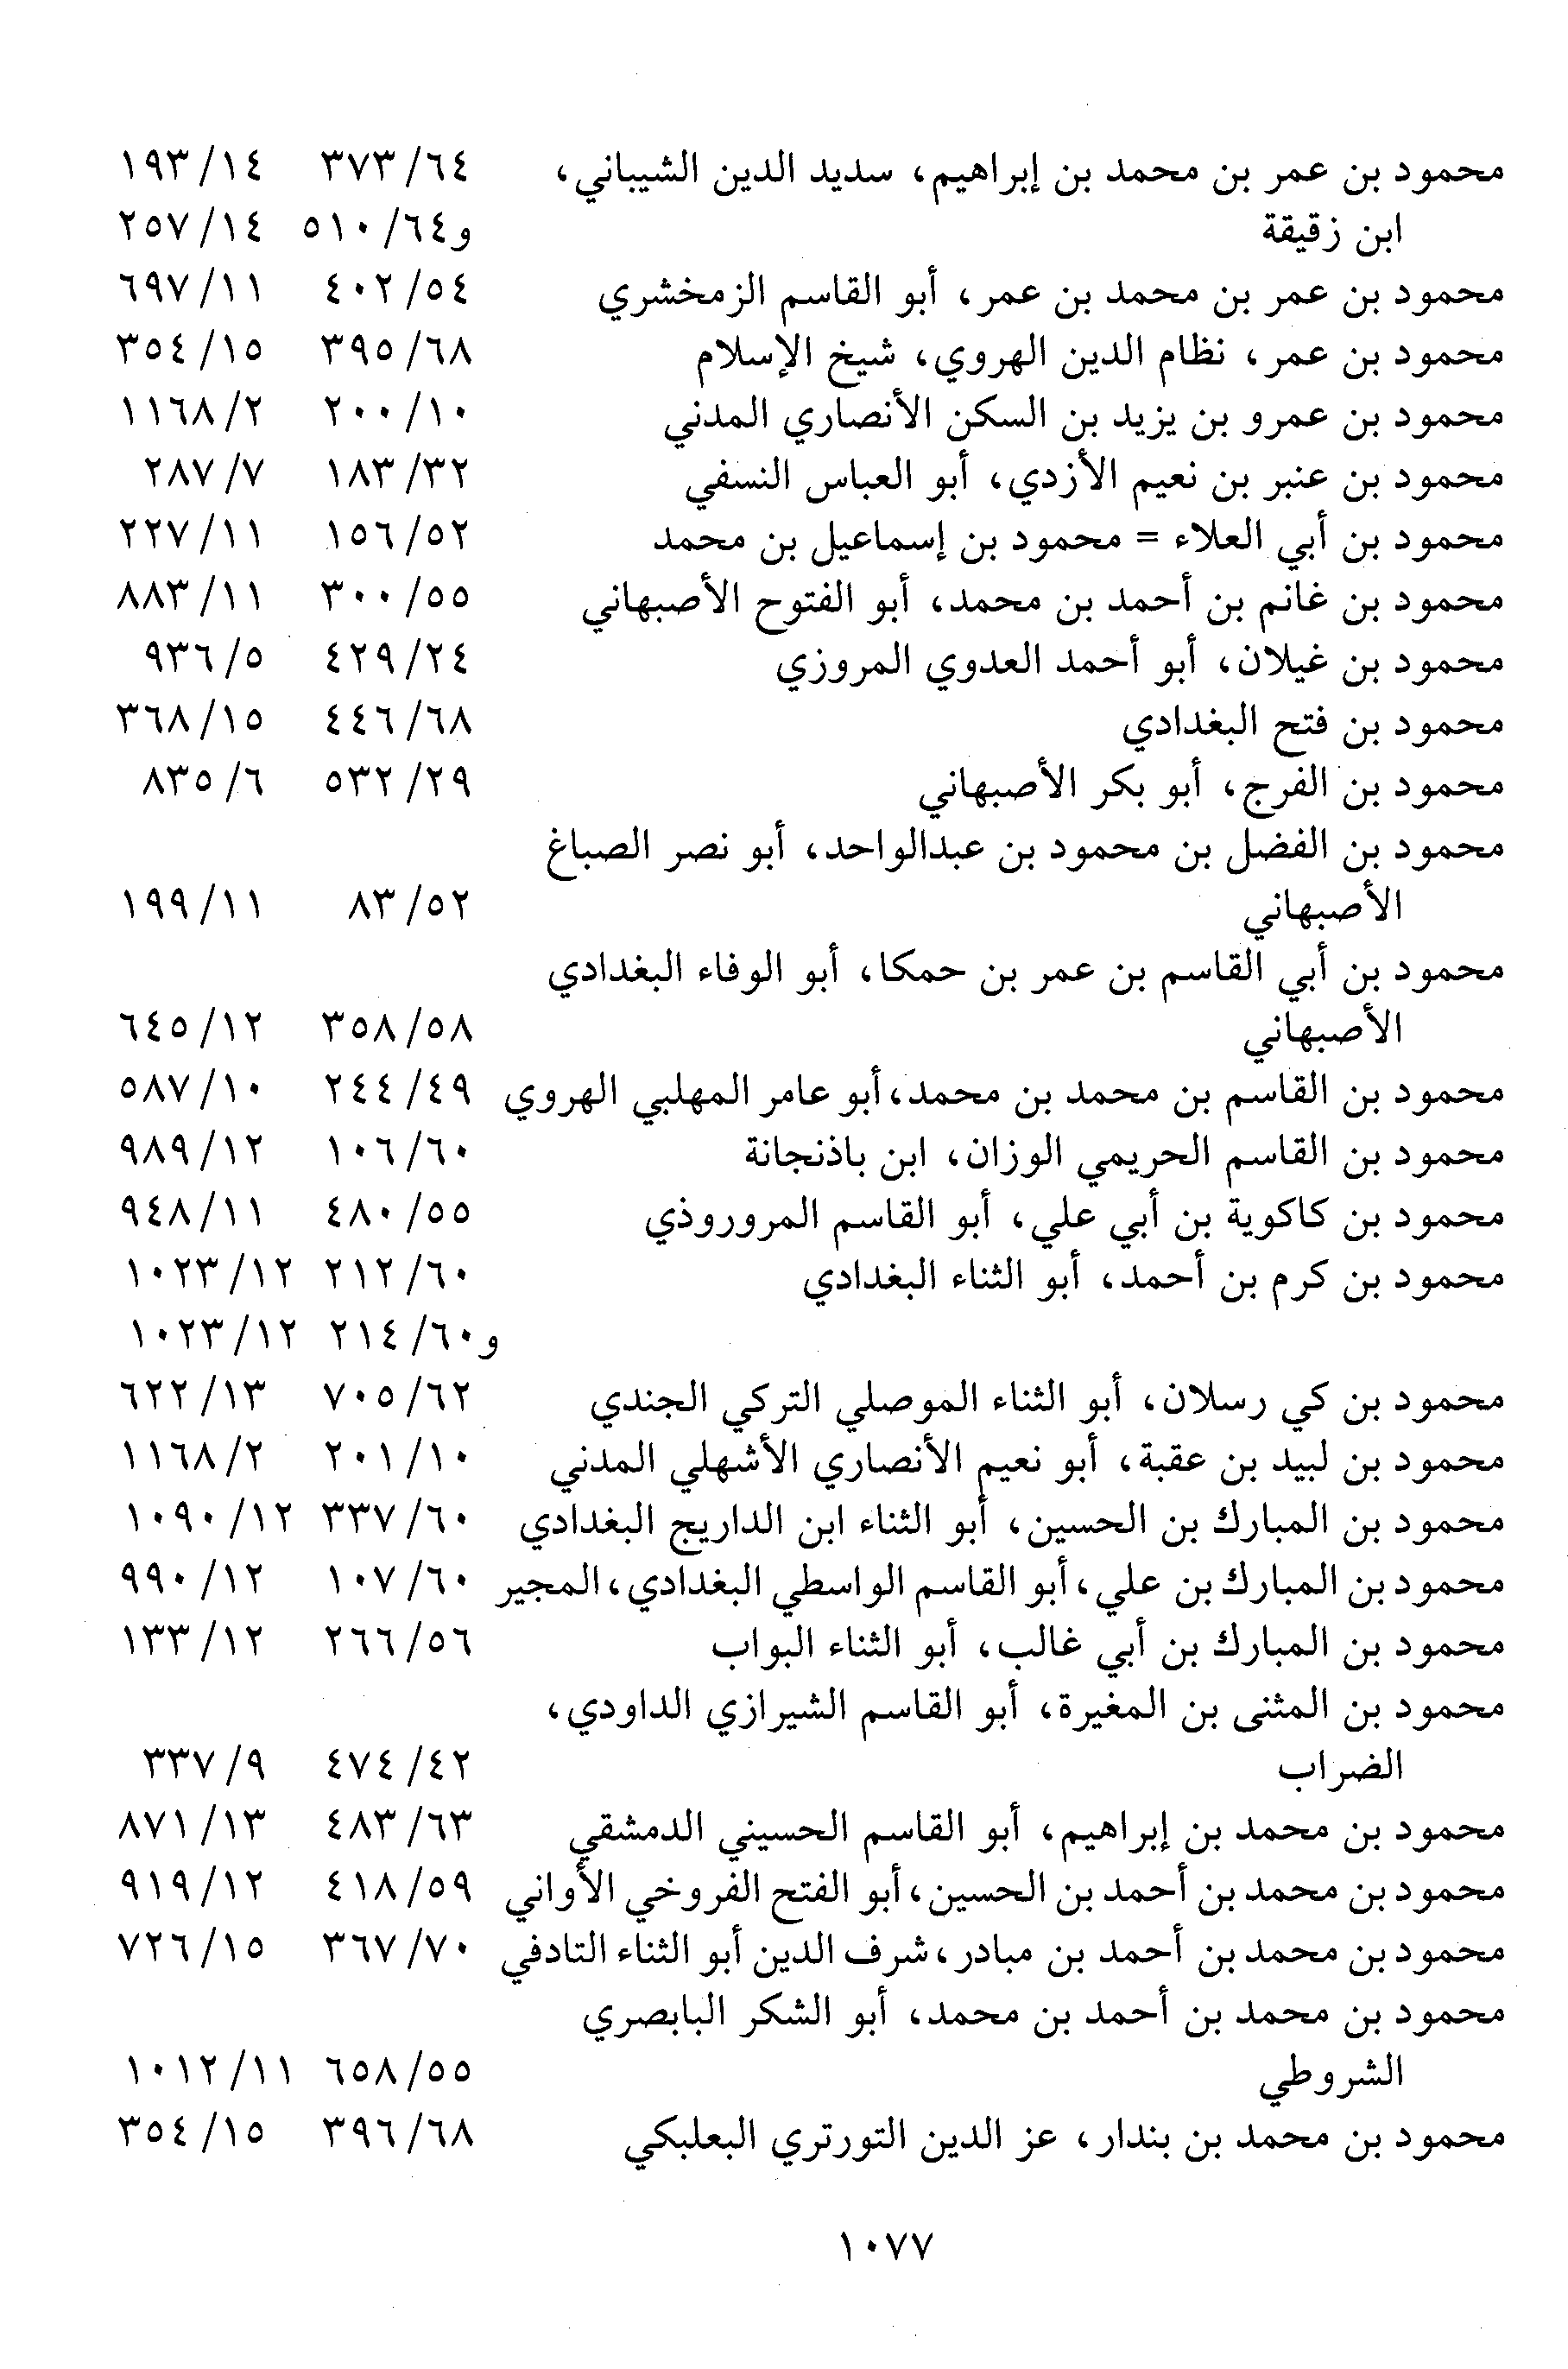 محمود بن عمر بن محمد بن إبراهيم، سديد الدين الشيباني، ٦٤/ ٣٧٣ ١٤/ ١٩٣
ابن زقيقة و٦٤/ ٥١٠ ١٤/ ٢٥٧
محمود بن عمر بن محمد بن عمر، أبو القاسم الزمخشري ٥٤/ ٤٠٢ ١١/ ٦٩٧
محمود بن عمر، نظام الدين الهروي، شيخ الإسلام ٦٨/ ٣٩٥ ١٥/ ٣٥٤
محمود بن عمرو بن يزيد بن السكن الأنصاري المدني ١٠/ ٢٠٠ ٢/ ١١٦٨
محمود بن عنبر بن نعيم الأزدي، أبو العباس النسفي ٣٢/ ١٨٣ ٧/ ٢٨٧
محمود بن أبي العلاء = محمود بن إسماعيل بن محمد ٥٢/ ١٥٦ ١١/ ٢٢٧
محمود بن غانم بن أحمد بن محمد، أبو الفتوح الأصبهاني ٥٥/ ٣٠٠ ١١/ ٨٨٣
محمود بن غيلان، أبو أحمد العدوي المروزي ٢٤/ ٤٢٩ ٥/ ٩٣٦
محمود بن فتح البغدادي ٦٨/ ٤٤٦ ١٥/ ٣٦٨
محمود بن الفرج، أبو بكر الأصبهاني ٢٩/ ٥٣٢ ٦/ ٨٣٥
محمود بن الفضل بن محمود بن عبدالواحد، أبو نصر الصباغ
الأصبهاني ٥٢/ ٨٣ ١١/ ١٩٩
محمود بن أبي القاسم بن عمر بن حمكا، أبو الوفاء البغدادي
الأصبهاني ٥٨/ ٣٥٨ ١٢/ ٦٤٥
محمود بن القاسم بن محمد بن محمد، أبو عامر المهلبي الهروي ٤٩/ ٢٤٤ ١٠/ ٥٨٧
محمود بن القاسم الحريمي الوزان، ابن باذنجانة ٦٠/ ١٠٦ ١٢/ ٩٨٩
محمود بن كاكوية بن أبي علي، أبو القاسم المروروذي ٥٥/ ٤٨٠ ١١/ ٩٤٨
محمود بن كرم بن أحمد، أبو الثناء البغدادي ٦٠/ ٢١٢ ١٢/ ١٠٢٣
و٦٠/ ٢١٤ ١٢/ ١٠٢٣
محمود بن كي رسلان، أبو الثناء الموصلي التركي الجندي ٦٢/ ٧٠٥ ١٣/ ٦٢٢
محمود بن لبيد بن عقبة، أبو نعيم الأنصاري الأشهلي المدني ١٠/ ٢٠١ ٢/ ١١٦٨
محمود بن المبارك بن الحسين، أبو الثناء ابن الداريج البغدادي ٦٠/ ٣٣٧ ١٢/ ١٠٩٠
محمود بن المبارك بن علي، أبو القاسم الواسطي البغدادي، المجير ٦٠/ ١٠٧ ١٢/ ٩٩٠
محمود بن المبارك بن أبي غالب، أبو الثناء البواب ٥٦/ ٢٦٦ ١٢/ ١٣٣
محمود بن المثنى بن المغيرة، أبو القاسم الشيرازي الداودي،
الضراب ٤٢/ ٤٧٤ ٩/ ٣٣٧
محمود بن محمد بن إبراهيم، أبو القاسم الحسيني الدمشقي ٦٣/ ٤٨٣ ١٣/ ٨٧١
محمود بن محمد بن أحمد بن الحسين، أبو الفتح الفروخي الأواني ٥٩/ ٤١٨ ١٢/ ٩١٩
محمود بن محمد بن أحمد بن مبادر، شرف الدين أبو الثناء التادفي ٧٠/ ٣٦٧ ١٥/ ٧٢٦
محمود بن محمد بن أحمد بن محمد، أبو الشكر البابصري
الشروطي ٥٥/ ٦٥٨ ١١/ ١٠١٢
محمود بن محمد بن بندار، عز الدين التورتري البعلبكي ٦٨/ ٣٩٦ ١٥/ ٣٥٤
١٠٧٧